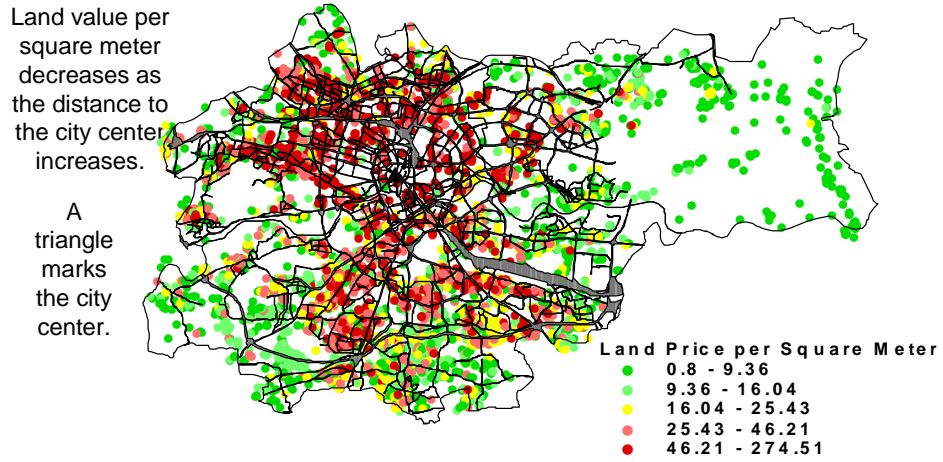 Land value per
square meter
decreases as
the distance to
the city center
increases.
A
triangle
marks
the city
center.
Land Price per Square Meter
0.8 - 9.36
9.36 - 16.04
16.04 - 25.43
25.43 - 46.21
46.21 - 274.51